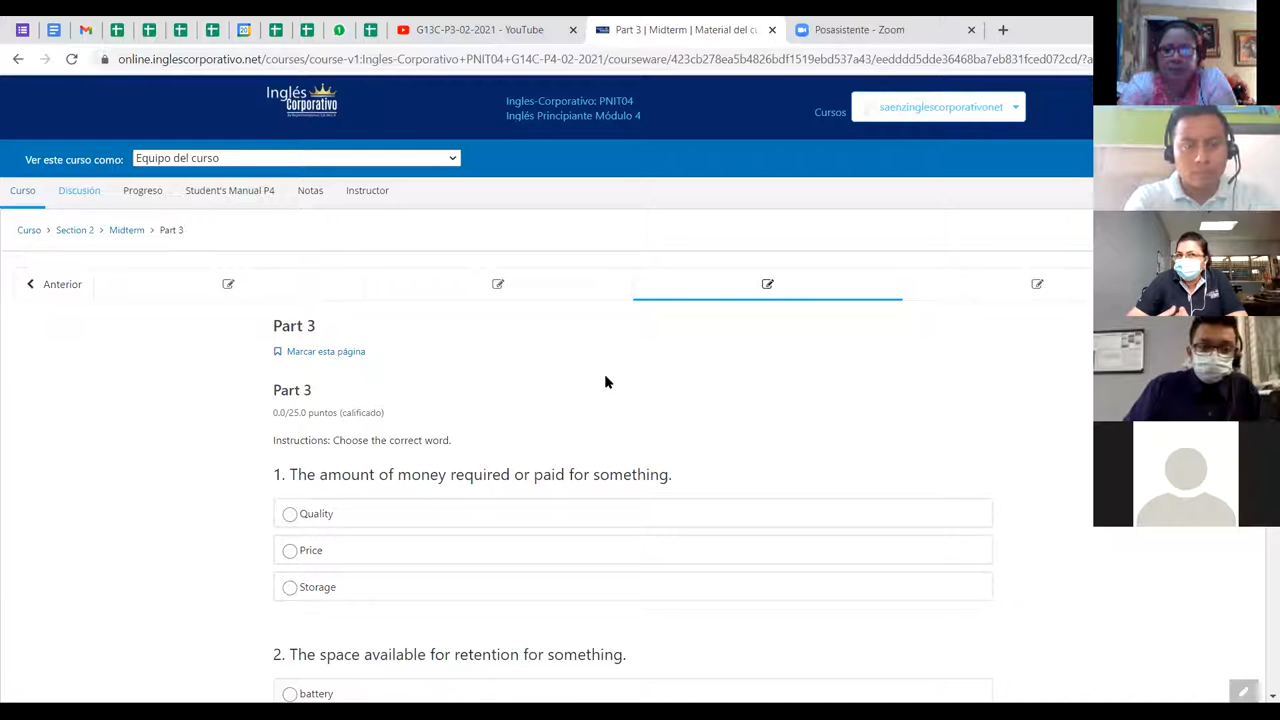 G13C-P3-02-2021 - YouTube
Part 3 | Midterm | Material del cu
Posasistente - Zoom
online.inglescorporativo.net/courses/course-v1:Ingles-Corporativo+PNIT04+G14C-P4-02-2021/courseware/423cb278ea5b4826bdf1519ebd537a43/eedddd5dde36468ba7eb831fced072cd/?a
Inglés
Corporativo
Ingles-Corporativo: PNIT04
Inglés Principiante Módulo 4
Cursos
saenzinglescorporativonet
Ver este curso como:
Equipo del curso
Curso
Discusión
Progreso
Student's Manual P4
Notas
Instructor
Curso > Section 2 > Midterm > Part 3
Anterior
Part 3
Marcar esta página
Part 3
0.0/25.0 puntos (calificado)
Instructions: Choose the correct word.
1. The amount of money required or paid for something.
Quality
Price
Storage
2. The space available for retention for something.
battery